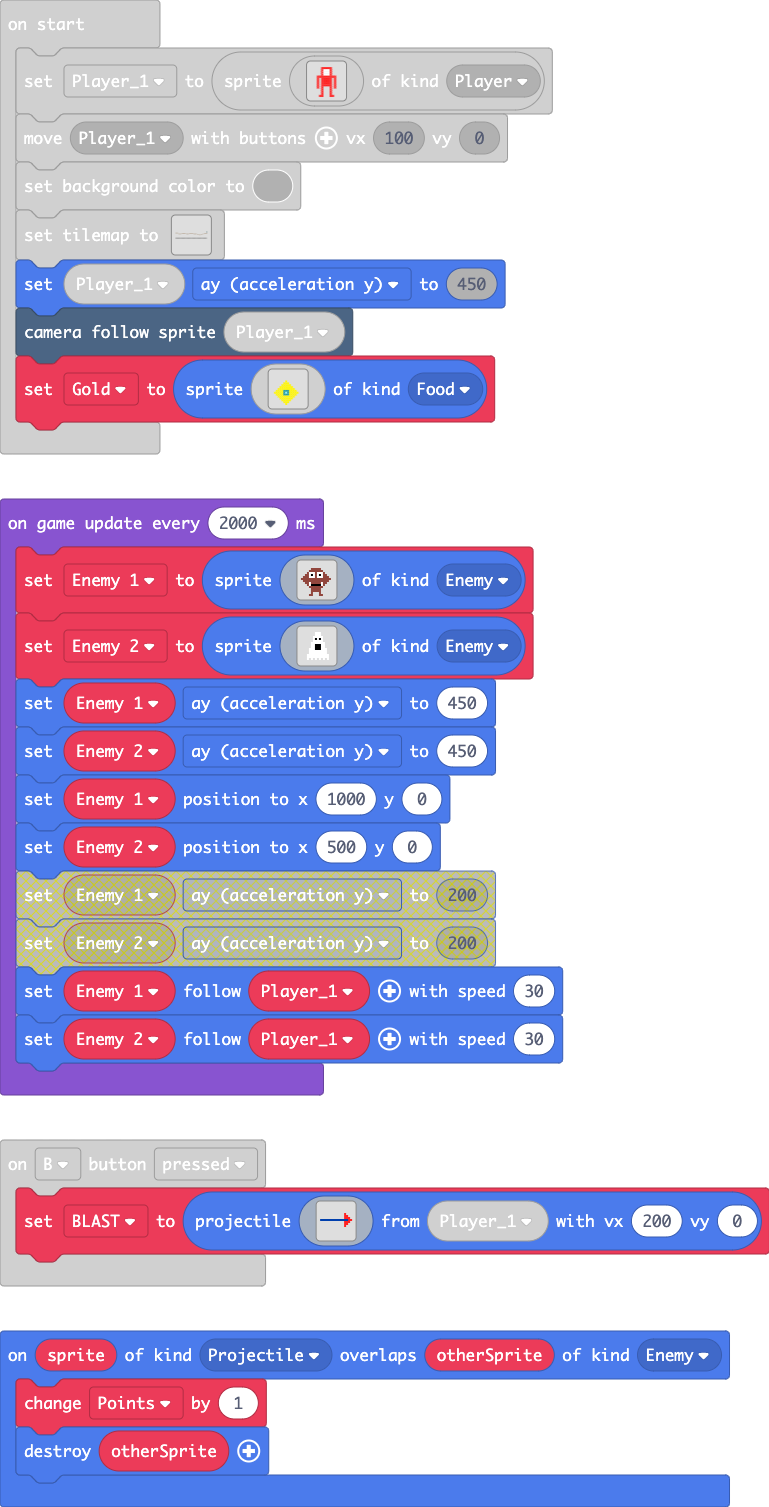 on start
set Player_1 to sprite of kind Player
move Player_1 with buttons vx 100 vy 0
set background color to
set tilemap to
set Player_1 ay (acceleration y) to 450
camera follow sprite Player_1
set Gold to sprite of kind Food
on game update every 2000 ms
set Enemy 1 to sprite of kind Enemy
set Enemy 2 to sprite of kind Enemy
set Enemy 1 ay (acceleration y) to 450
set Enemy 2 ay (acceleration y) to 450
set Enemy 1 position to x 1000 y 0
set Enemy 2 position to x 500 y 0
set Enemy 1 ay (acceleration y) to 200
set Enemy 2 ay (acceleration y) to 200
set Enemy 1 follow Player_1 with speed 30
set Enemy 2 follow Player_1 with speed 30
on B button pressed
set BLAST to projectile from Player_1 with vx 200 vy 0
on sprite of kind Projectile overlaps otherSprite of kind Enemy
change Points by 1
destroy otherSprite